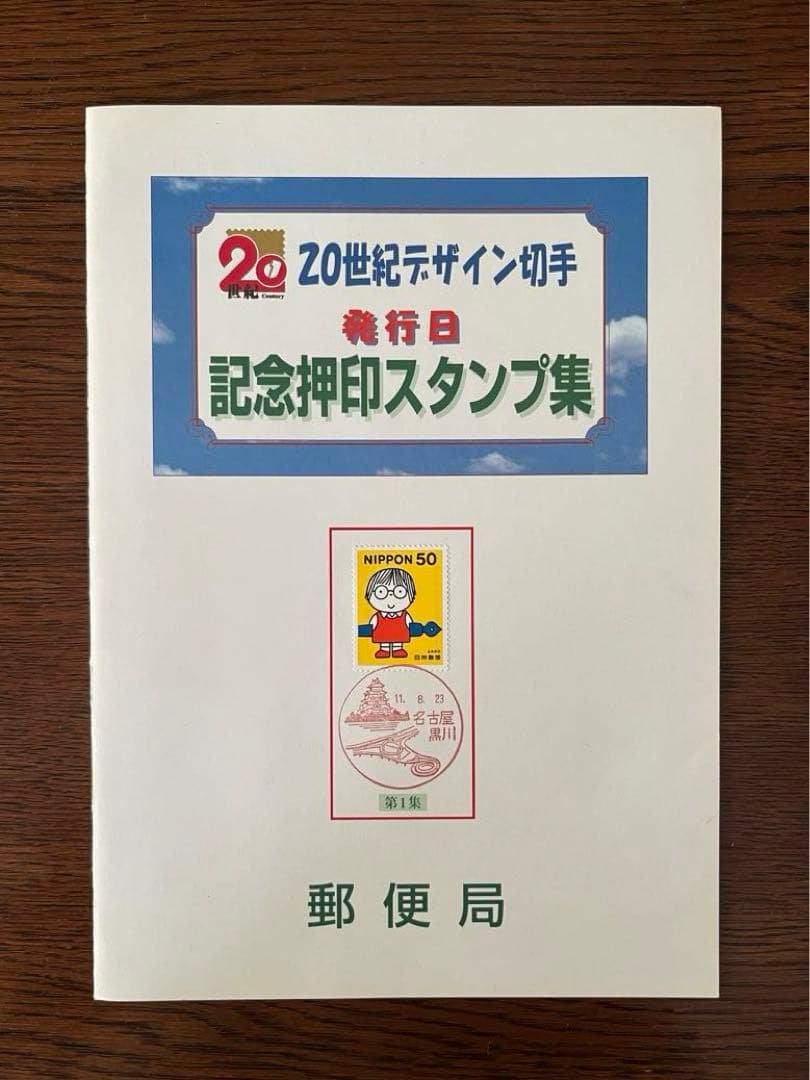 20
世紀 Century
20世紀デザイン切手
発行日
記念押印スタンプ集
NIPPON 50
日本郵便
11. 8. 23
名古屋
黒川
第1集
郵便局